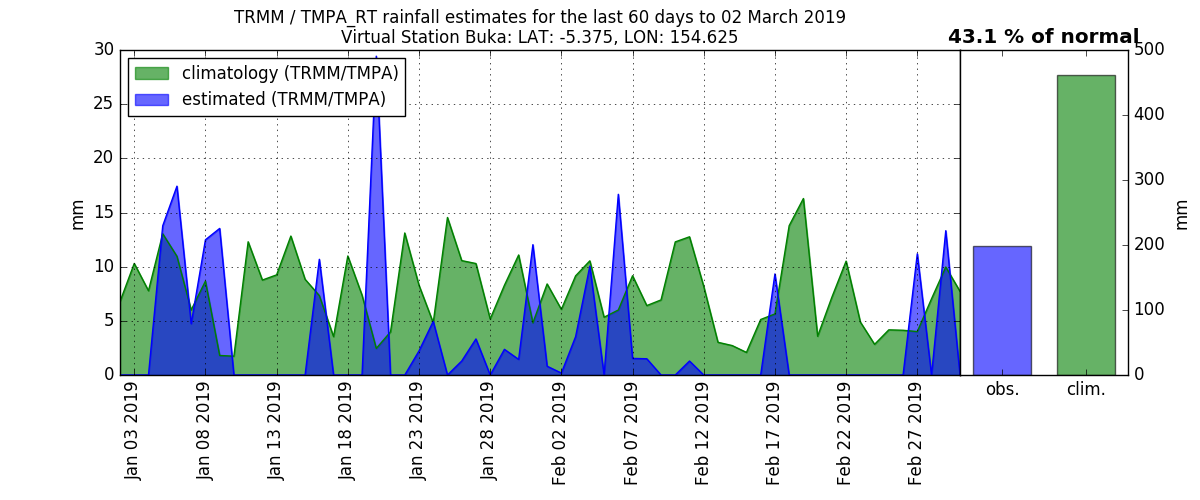 TRMM / TMPA_RT rainfall estimates for the last 60 days to 02 March 2019
Virtual Station Buka: LAT: -5.375, LON: 154.625
43.1 % of normal
climatology (TRMM/TMPA)
estimated (TRMM/TMPA)
mm
30
25
20
15
10
5
0
Jan 03 2019
Jan 08 2019
Jan 13 2019
Jan 18 2019
Jan 23 2019
Jan 28 2019
Feb 02 2019
Feb 07 2019
Feb 12 2019
Feb 17 2019
Feb 22 2019
Feb 27 2019
obs.
clim.
500
400
300
200
100
0
mm